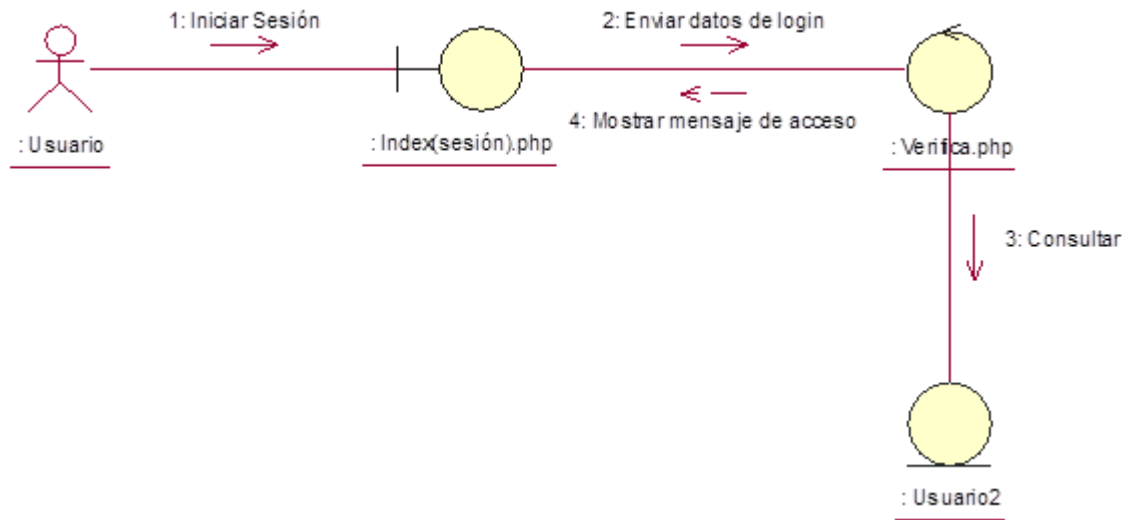 1: Iniciar Sesión
2: Enviar datos de login
4: Mostrar mensaje de acceso
: Usuario
: Index(sesión).php
: Verifica.php
3: Consultar
: Usuario2